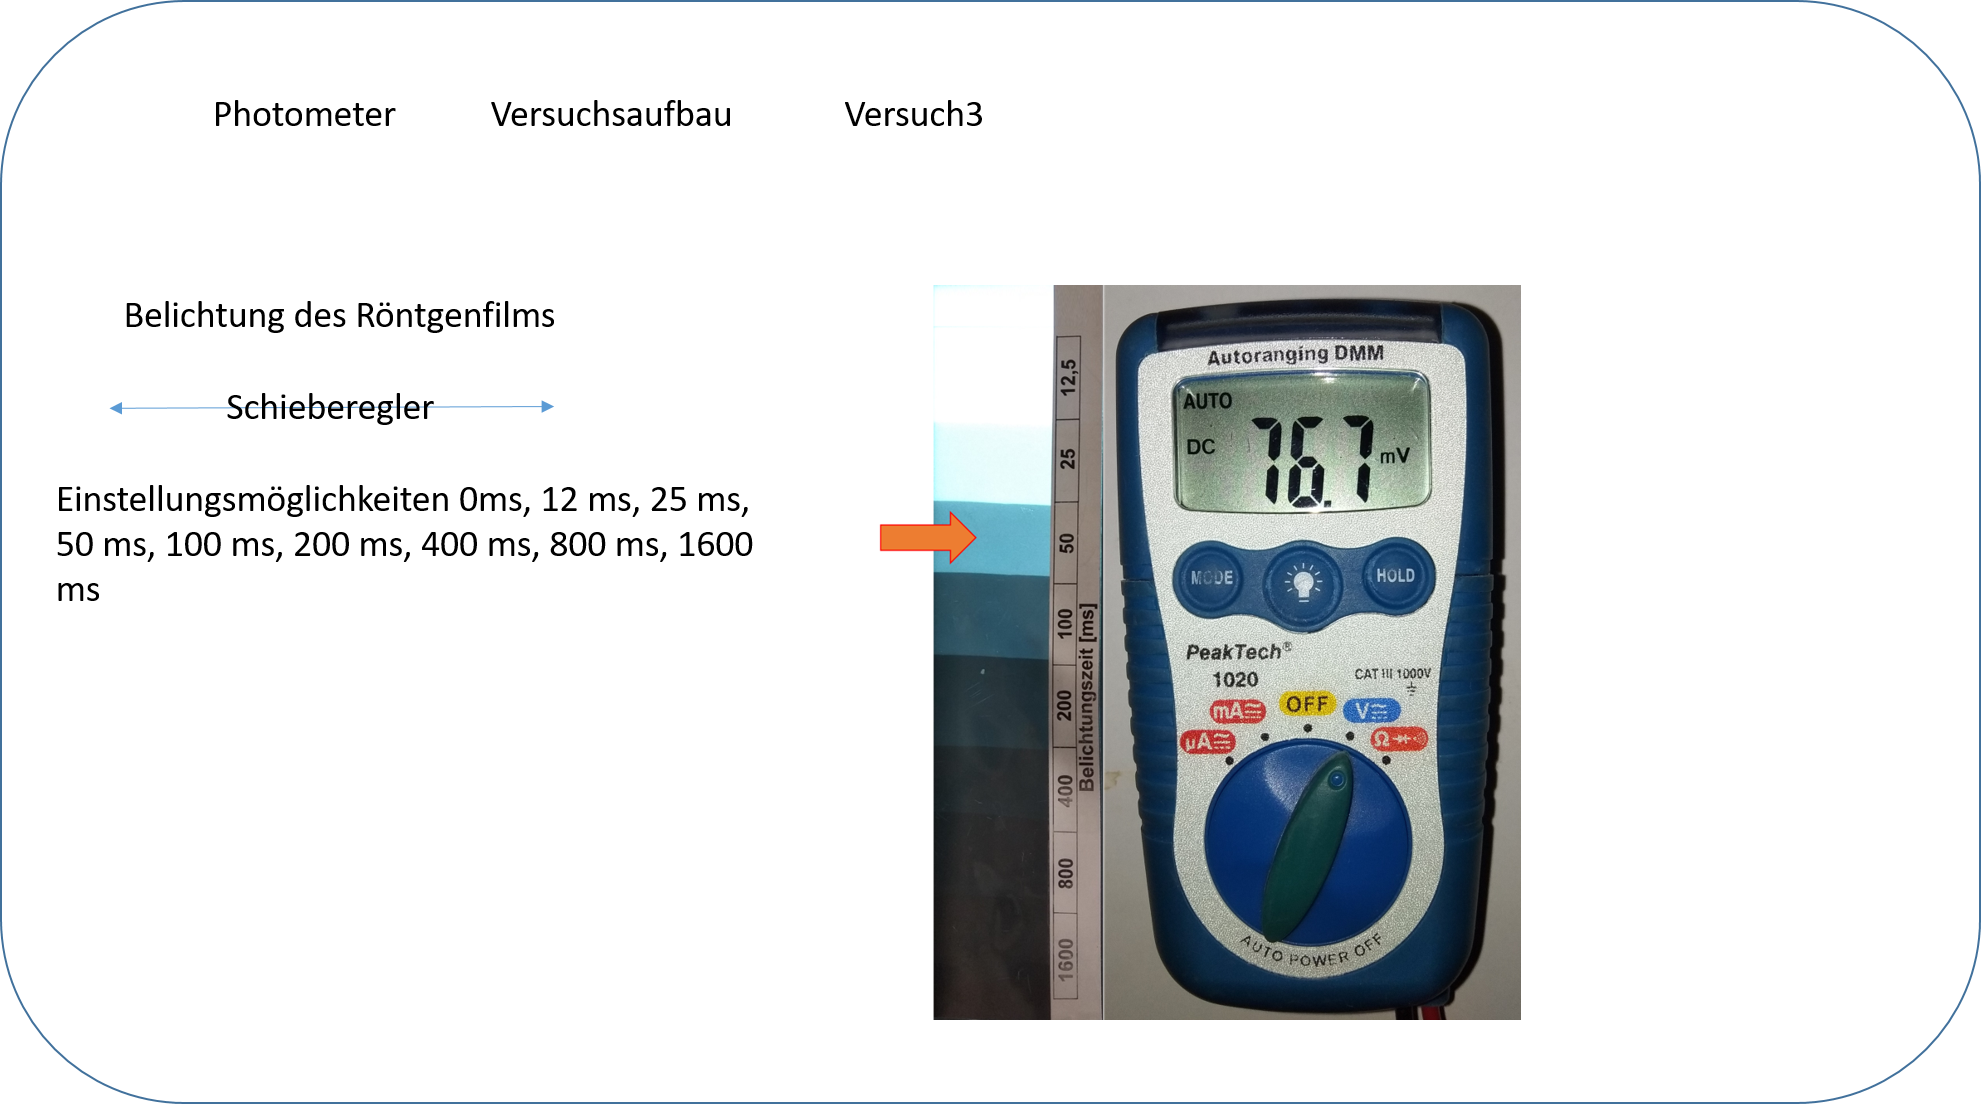 Photometer Versuchsaufbau Versuch3
Belichtung des Röntgenfilms
Schieberegler
Einstellungsmöglichkeiten 0ms, 12 ms, 25 ms,
50 ms, 100 ms, 200 ms, 400 ms, 800 ms, 1600
ms
12,5
25
50
100
200
400
800
1600
Belichtungszeit [ms]
Autoranging DMM
AUTO
DC
76.7 mV
MODE
HOLD
PeakTech®
1020
CAT III 1000V
OFF
mA
V
µA
Ω
AUTO POWER OFF